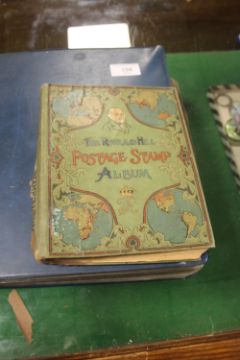 THE ROWLAND HILL
POSTAGE STAMP
ALBUM